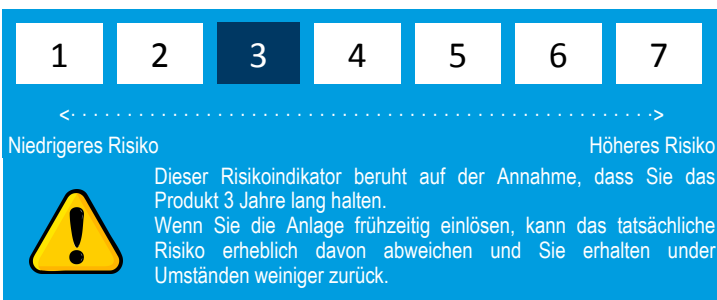 1 2 3 4 5 6 7
<· · · · · · · · · · · · · · · · · · · · · · · · · · · · · · · · · · · · · · · · · · · · · · · · · · · ·>
Niedrigeres Risiko Höheres Risiko
Dieser Risikoindikator beruht auf der Annahme, dass Sie das
Produkt 3 Jahre lang halten.
Wenn Sie die Anlage frühzeitig einlösen, kann das tatsächliche
Risiko erheblich davon abweichen und Sie erhalten under
Umständen weiniger zurück.